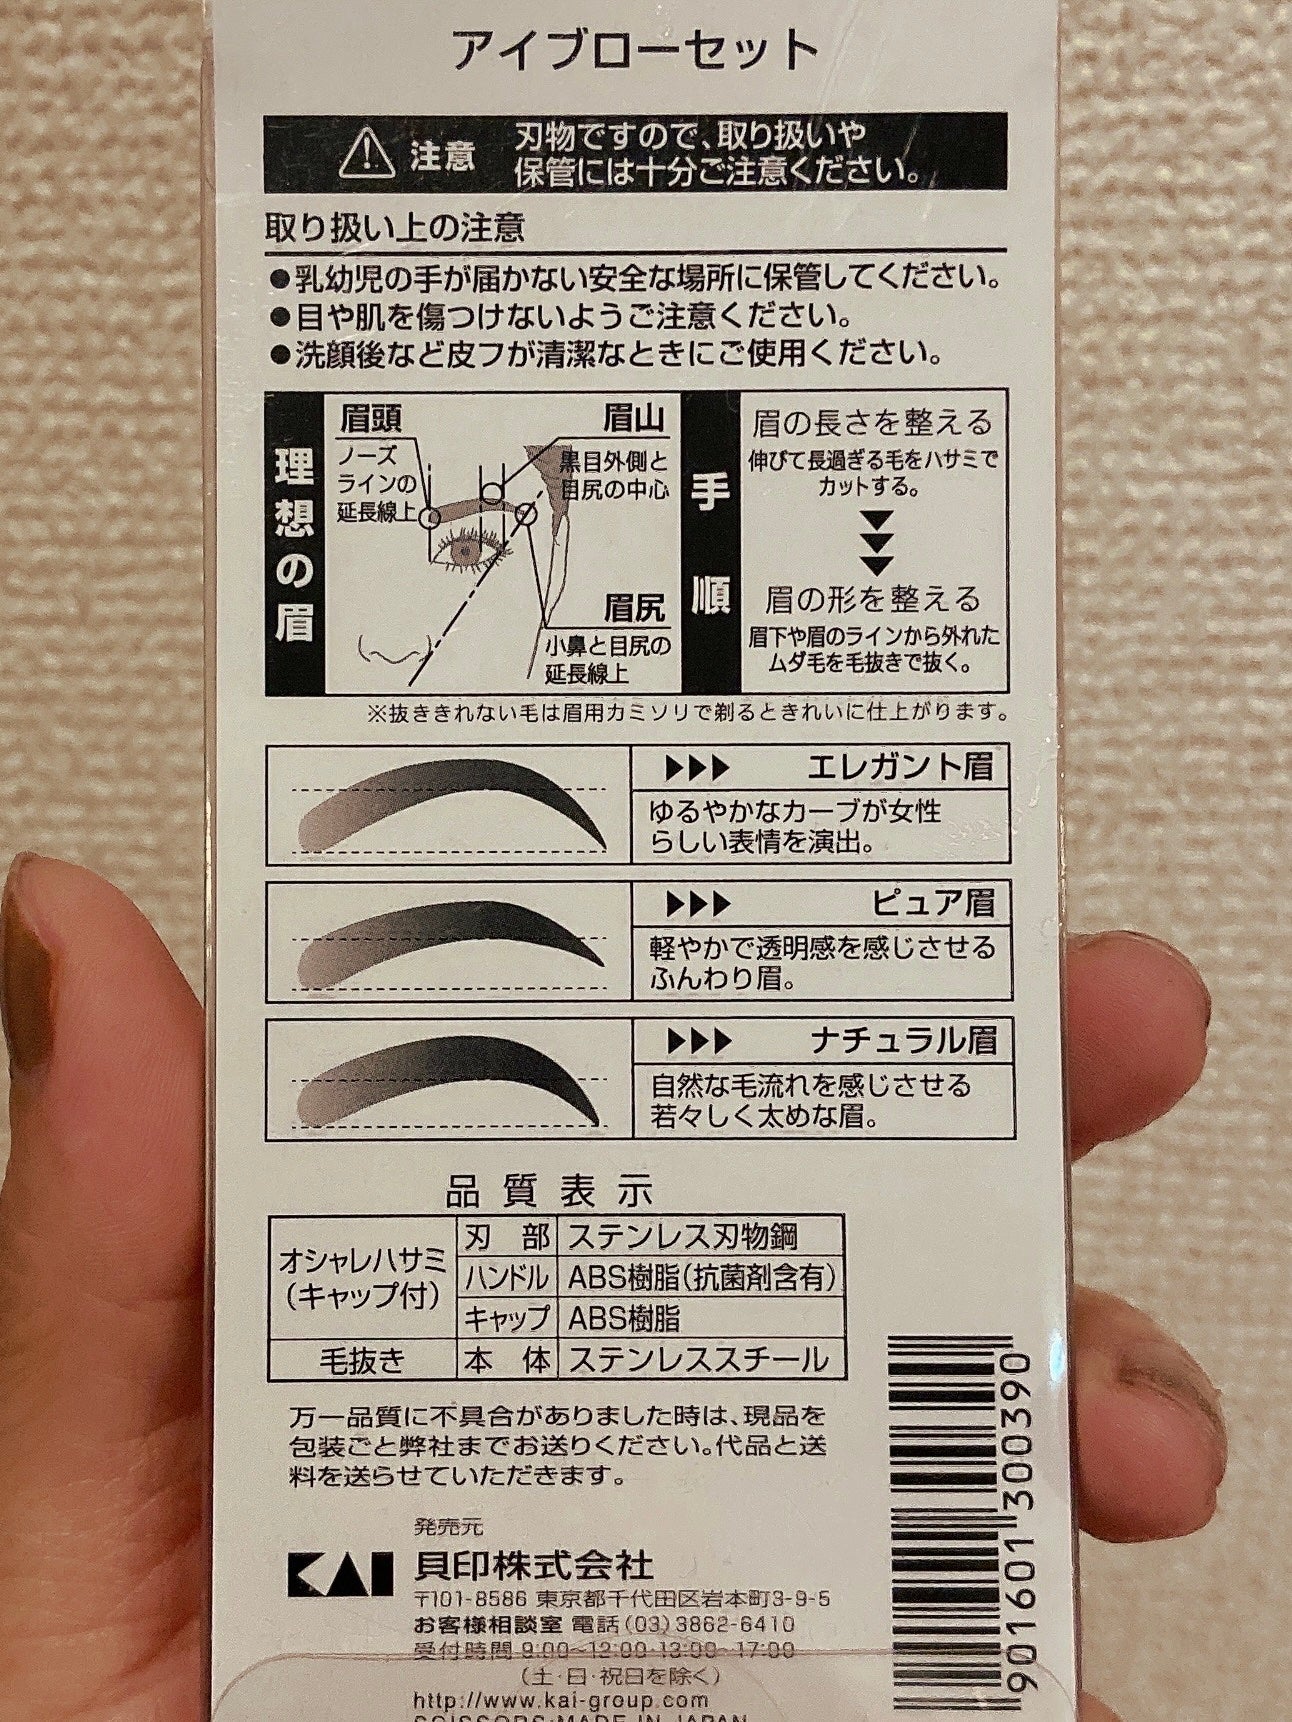 アイブローセット
注意
刃物ですので、取り扱いや
保管には十分ご注意ください。
取り扱い上の注意
●乳幼児の手が届かない安全な場所に保管してください。
●目や肌を傷つけないようご注意ください。
●洗顔後など皮フが清潔なときにご使用ください。
理想の眉
眉頭
ノーズ
ラインの
延長線上
眉山
黒目外側と
目尻の中心
眉尻
小鼻と目尻の
延長線上
手順
眉の長さを整える
伸びて長過ぎる毛をハサミで
カットする。
眉の形を整える
眉下や眉のラインから外れた
ムダ毛を毛抜きで抜く。
※抜ききれない毛は眉用カミソリで剃るときれいに仕上がります。
エレガント眉
ゆるやかなカーブが女性
らしい表情を演出。
ピュア眉
軽やかで透明感を感じさせる
ふんわり眉。
ナチュラル眉
自然な毛流れを感じさせる
若々しく太めな眉。
品質表示
オシャレハサミ
(キャップ付)
刃部 ステンレス刃物鋼
ハンドル ABS樹脂(抗菌剤含有)
キャップ ABS樹脂
毛抜き 本体 ステンレススチール
万一品質に不具合がありました時は、現品を
包装ごと弊社までお送りください。代品と送
料を送らせていただきます。
発売元
KAI 貝印株式会社
〒101-8586 東京都千代田区岩本町3-9-5
お客様相談室 電話(03)3862-6410
受付時間 9:00~12:00・13:00~17:00
(土・日・祝日を除く)
http://www.kai-group.com
SCISSORS:MADE IN JAPAN
901601 300390